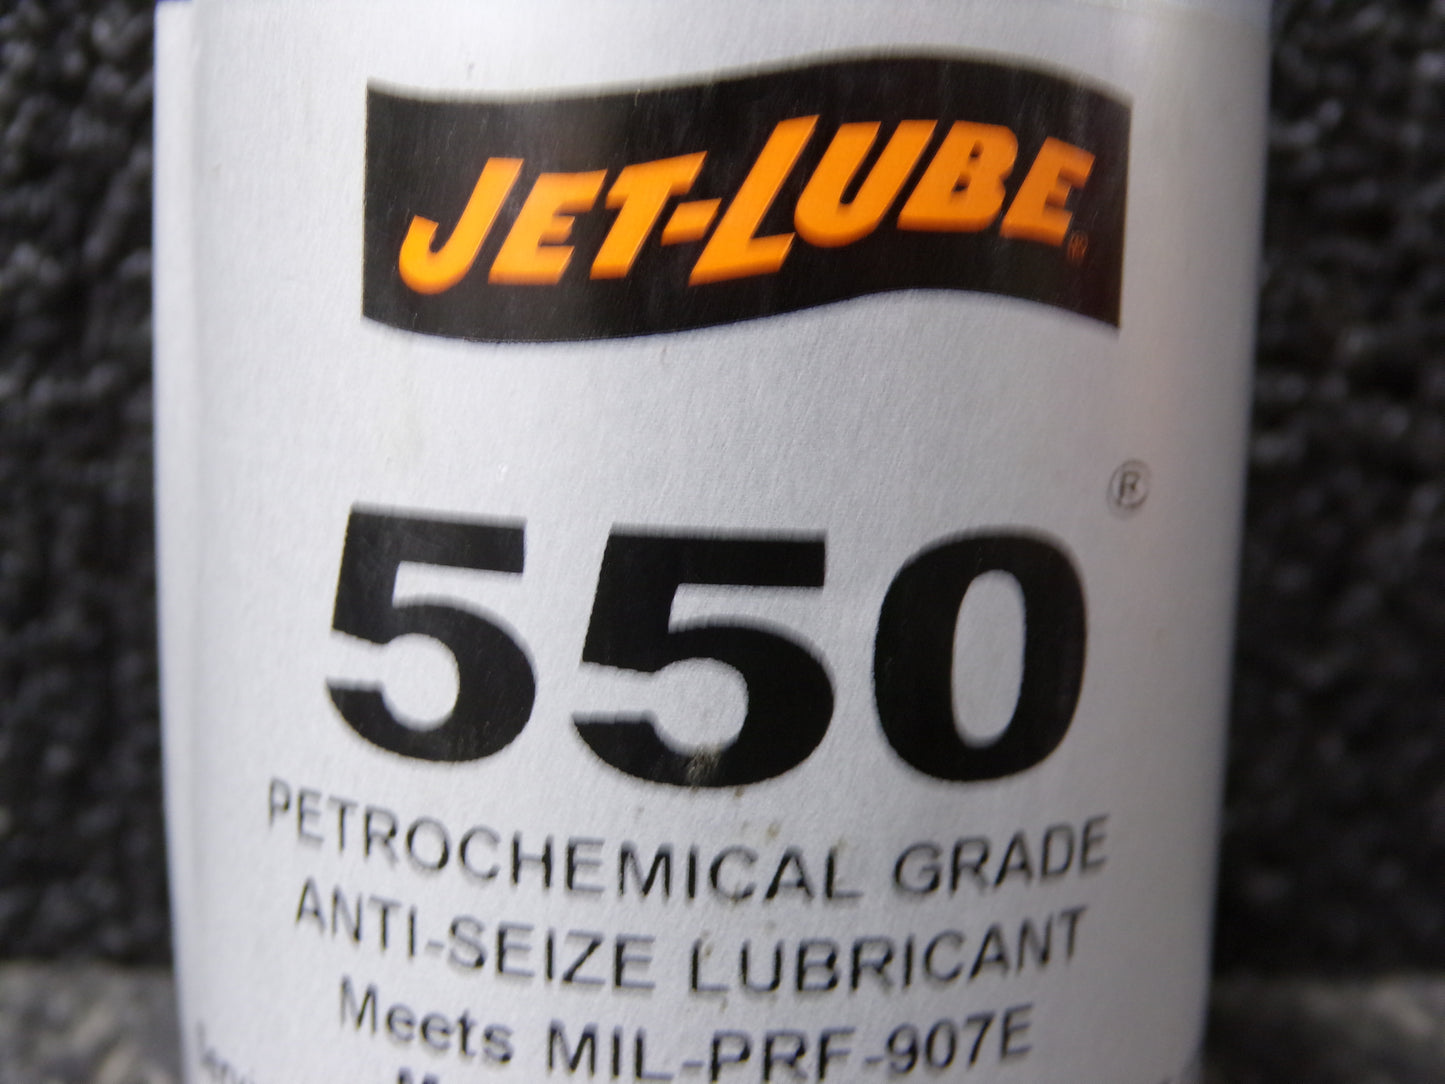 JET-LUBE®
550®
PETROCHEMICAL GRADE
ANTI-SEIZE LUBRICANT
Meets MIL-PRF-907E